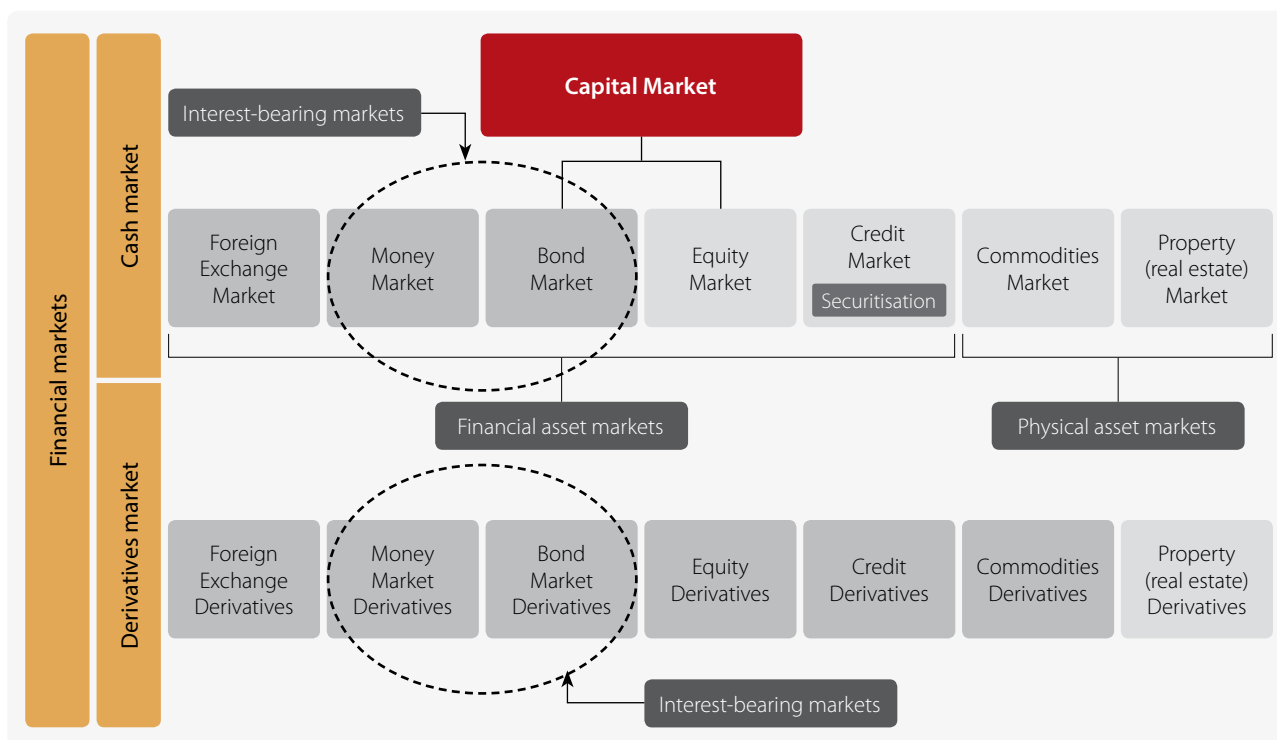 Financial markets
Cash market
Derivatives market
Capital Market
Interest-bearing markets
Foreign
Exchange
Market
Money
Market
Bond
Market
Equity
Market
Credit
Market
Securitisation
Commodities
Market
Property
(real estate)
Market
Financial asset markets
Physical asset markets
Foreign
Exchange
Derivatives
Money
Market
Derivatives
Bond
Market
Derivatives
Equity
Derivatives
Credit
Derivatives
Commodities
Derivatives
Property
(real estate)
Derivatives
Interest-bearing markets